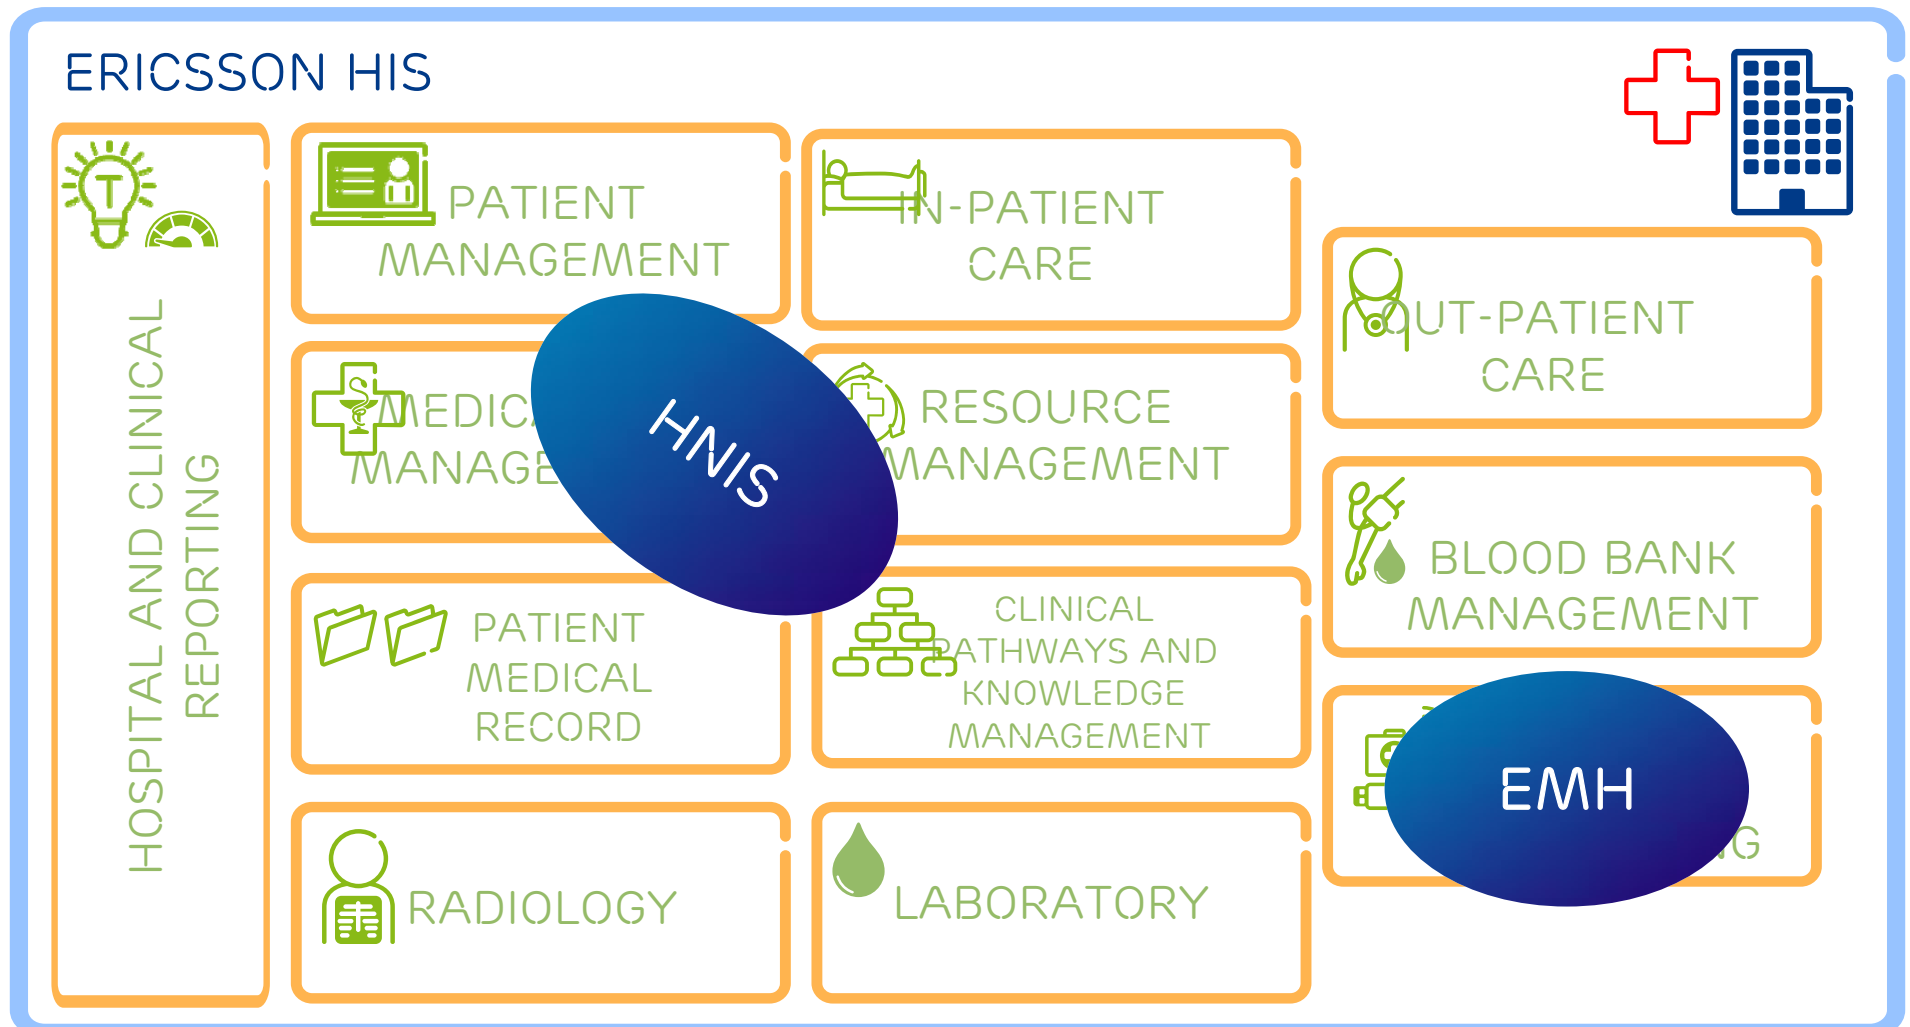 ERICSSON HIS
HOSPITAL AND CLINICAL
REPORTING
T
PATIENT
MANAGEMENT
IN-PATIENT
CARE
OUT-PATIENT
CARE
RESOURCE
MANAGEMENT
HNIS
BLOOD BANK
MANAGEMENT
PATIENT
MEDICAL
RECORD
CLINICAL
PATHWAYS AND
KNOWLEDGE
MANAGEMENT
EMH
RADIOLOGY
LABORATORY